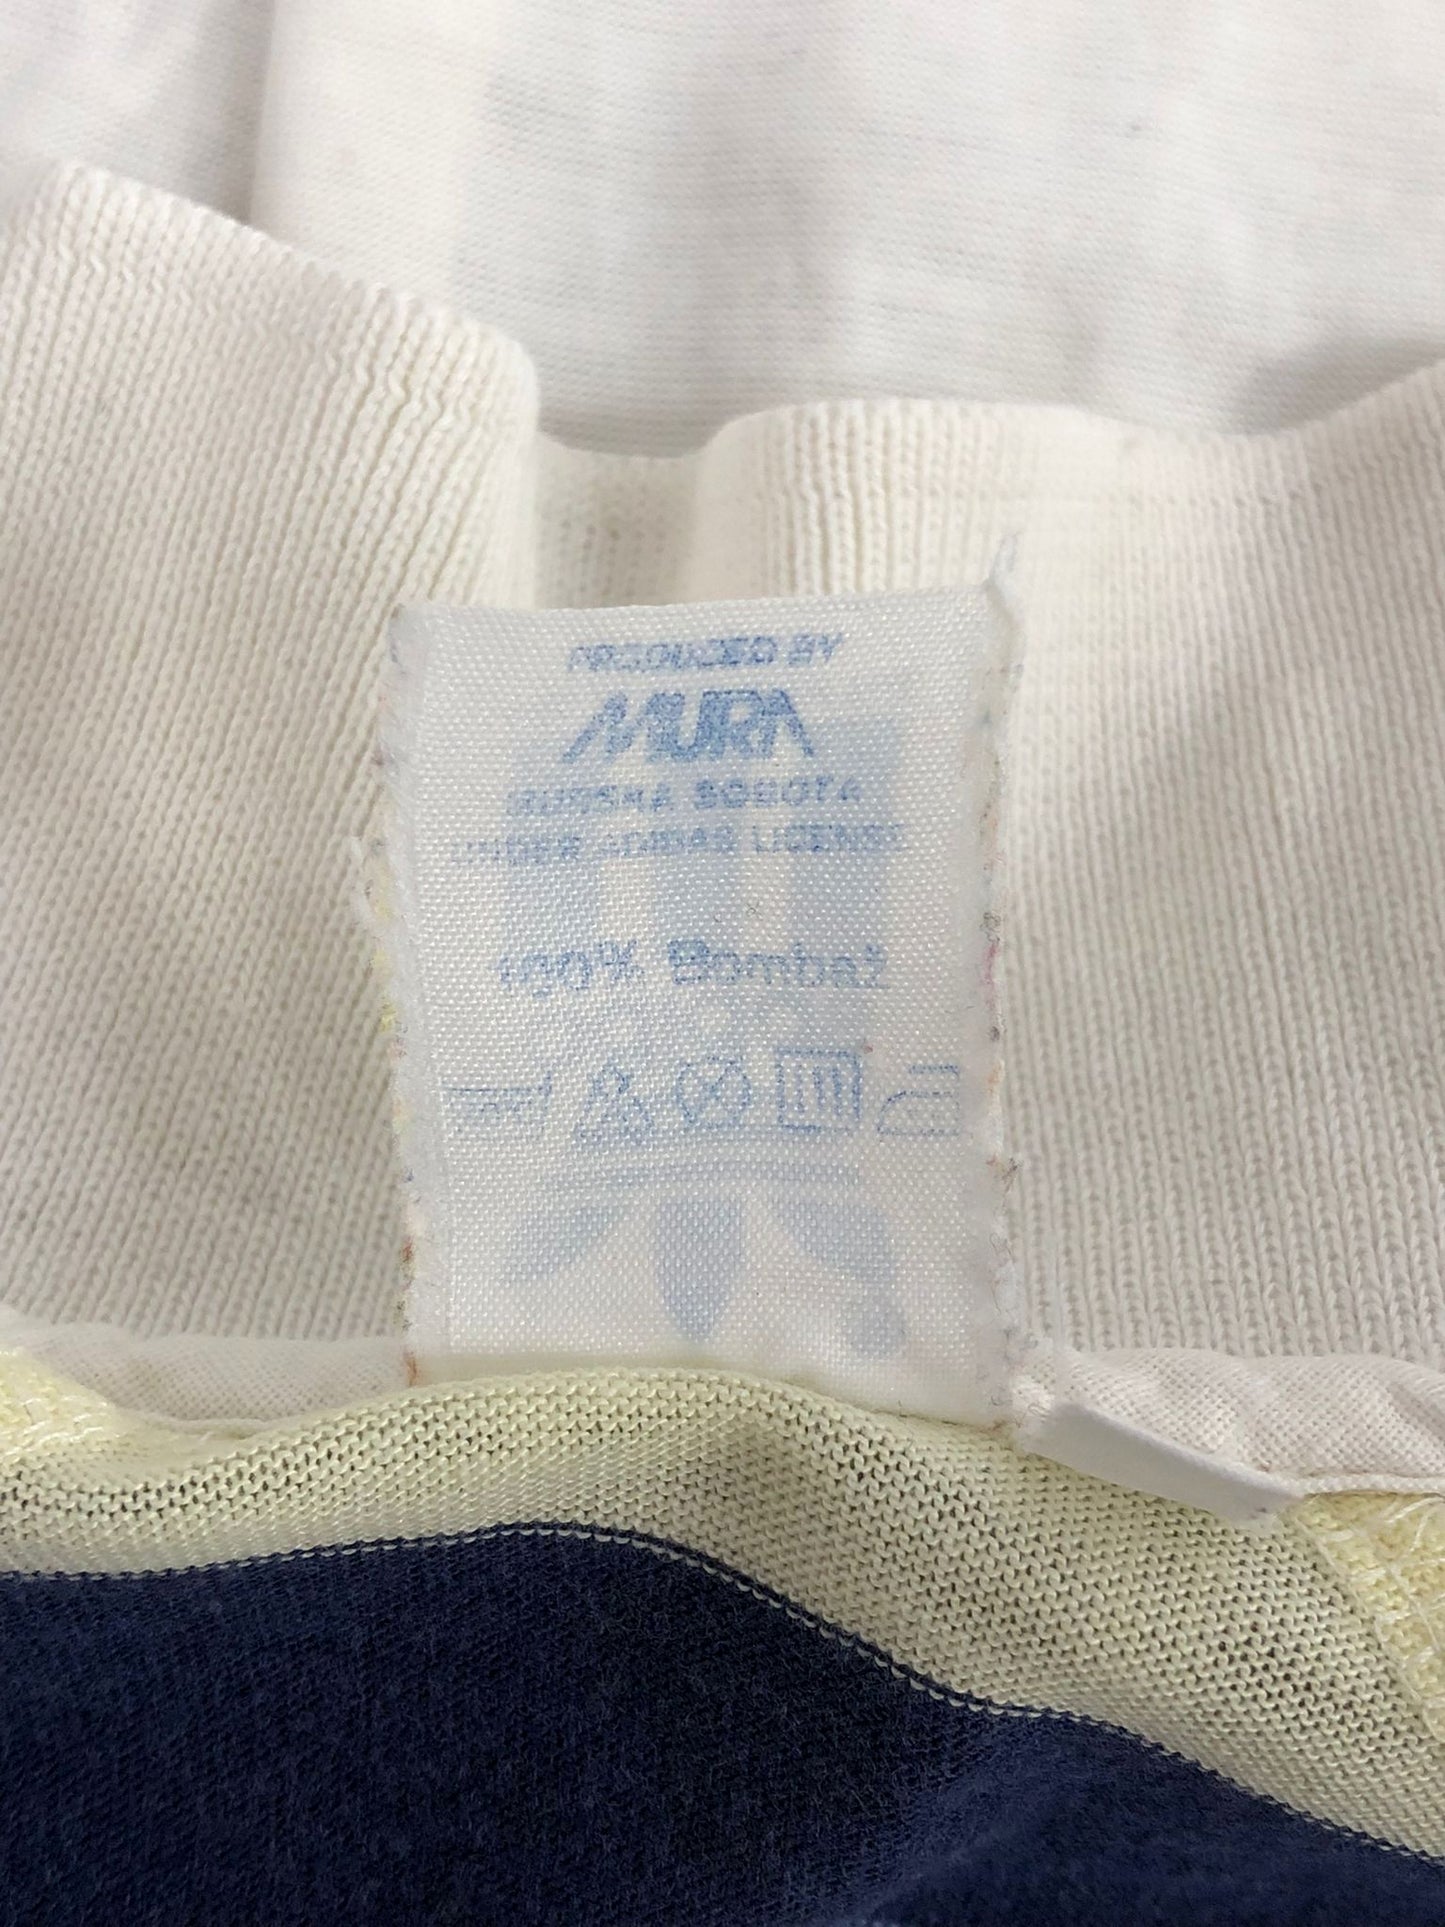 PRODUCED BY
MURA
MURSKA SOBOTA
UNDER ADIDAS LICENSE
100% Bombaž